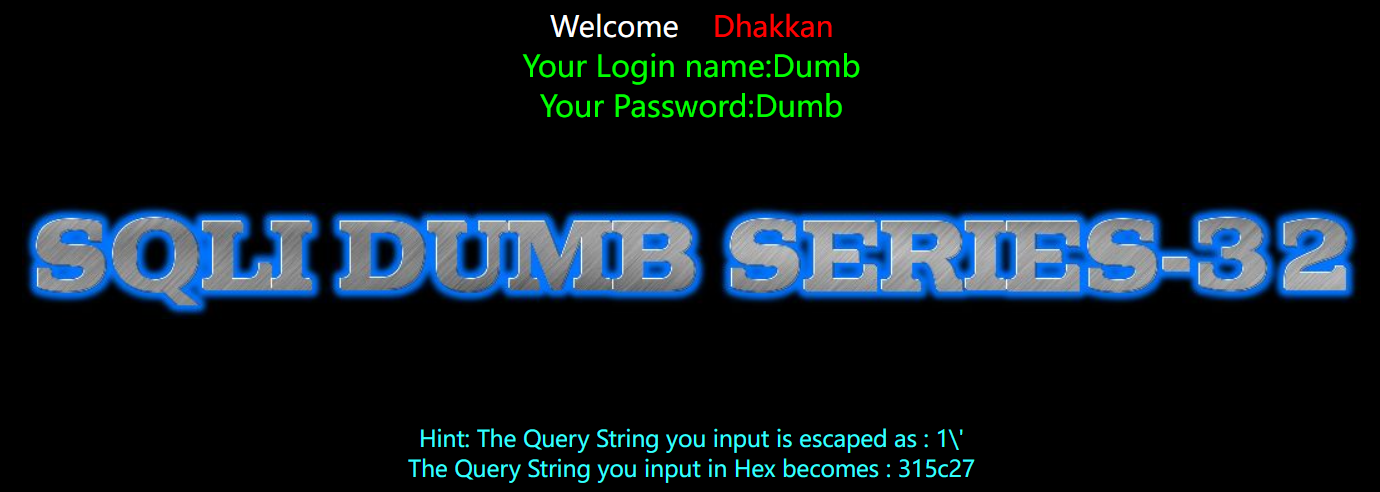 Welcome Dhakkan
Your Login name:Dumb
Your Password:Dumb
SQLI DUMB SERIES-32
Hint: The Query String you input is escaped as : 1\'
The Query String you input in Hex becomes : 315c27